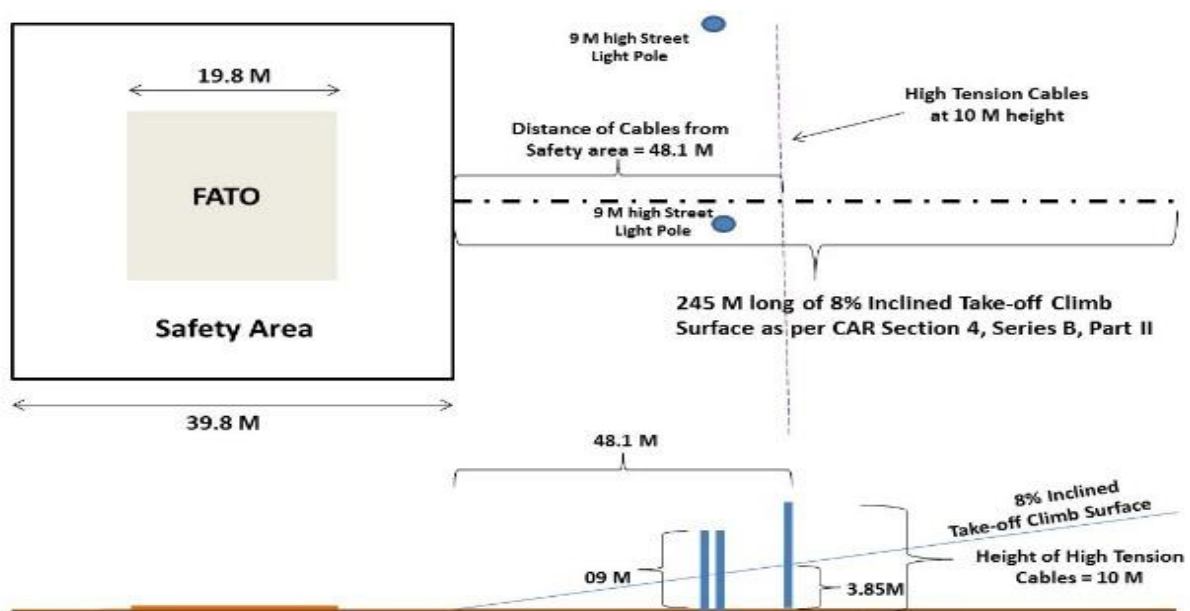 9 M high Street
Light Pole
19.8 M
High Tension Cables
at 10 M height
Distance of Cables from
Safety area = 48.1 M
FATO
9 M high Street
Light Pole
245 M long of 8% Inclined Take-off Climb
Surface as per CAR Section 4, Series B, Part II
Safety Area
39.8 M
48.1 M
8% Inclined
Take-off Climb Surface
Height of High Tension
Cables = 10 M
09 M
3.85M